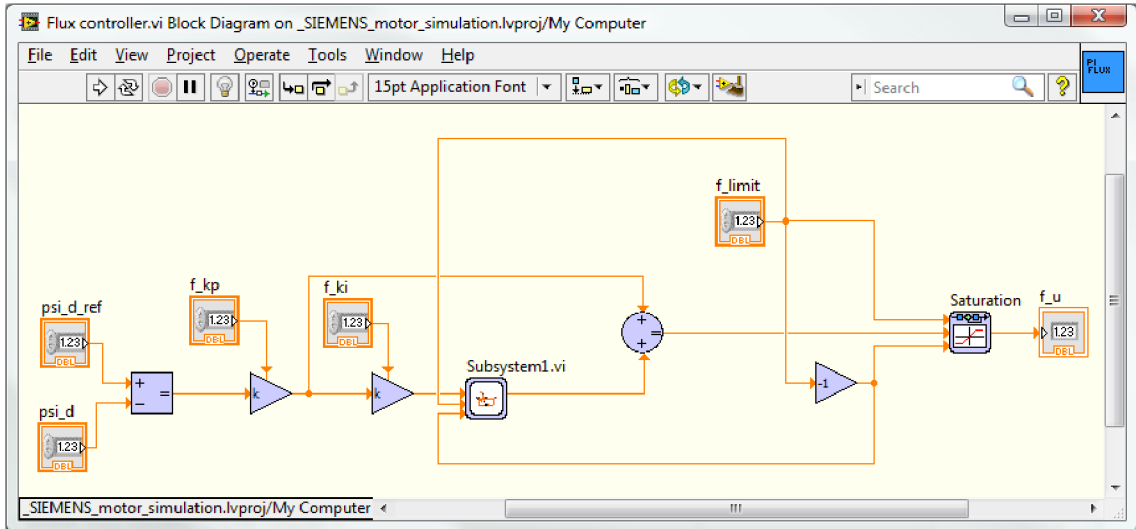 Flux controller.vi Block Diagram on _SIEMENS_motor_simulation.lvproj/My Computer
File Edit View Project Operate Tools Window Help
15pt Application Font
Search
?
PI
FLUX
f_limit
1.23
DBL
f_kp
f_ki
1.23
DBL
1.23
DBL
psi_d_ref
1.23
DBL
Saturation
f_u
1.23
DBL
+
+
=
Subsystem1.vi
+
−
=
k
k
-1
psi_d
1.23
DBL
_SIEMENS_motor_simulation.lvproj/My Computer